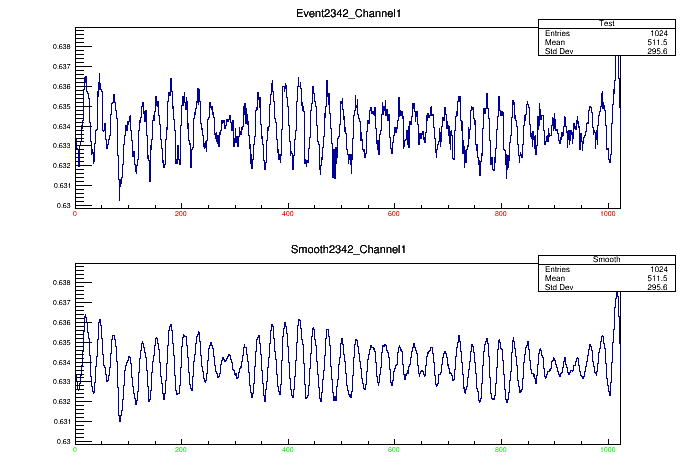 Event2342_Channel1
Test
Entries 1024
Mean 511.5
Std Dev 295.6
0.638
0.637
0.636
0.635
0.634
0.633
0.632
0.631
0.63
0 200 400 600 800 1000
Smooth2342_Channel1
Smooth
Entries 1024
Mean 511.5
Std Dev 295.6
0.638
0.637
0.636
0.635
0.634
0.633
0.632
0.631
0.63
0 200 400 600 800 1000